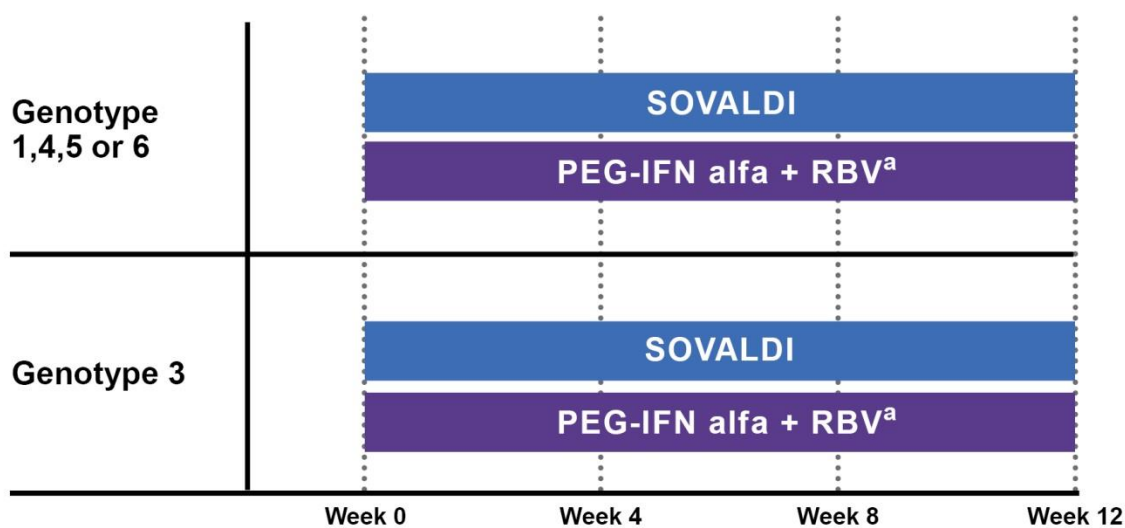 Genotype
1,4,5 or 6
SOVALDI
PEG-IFN alfa + RBVᵃ
Genotype 3
SOVALDI
PEG-IFN alfa + RBVᵃ
Week 0 Week 4 Week 8 Week 12